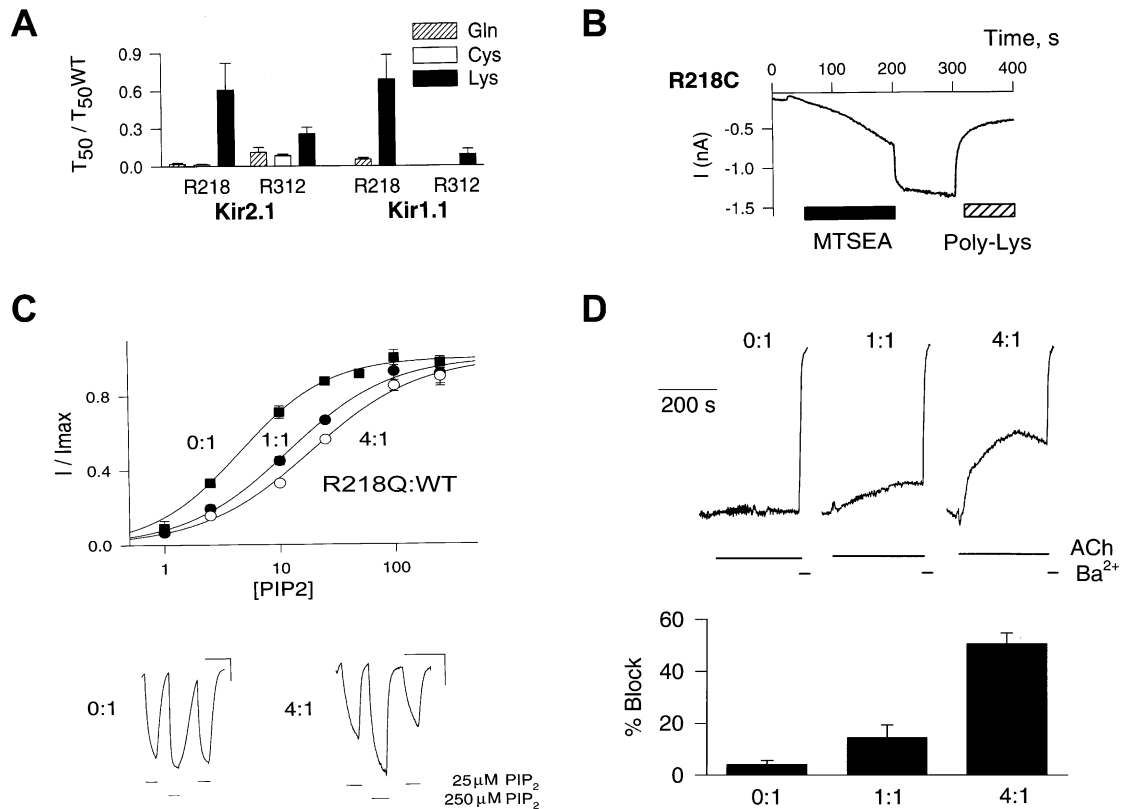 A
Gln
Cys
Lys
T50 / T50WT
0.9
0.6
0.3
0.0
R218 R312 R218 R312
Kir2.1 Kir1.1
B
Time, s
R218C
0 100 200 300 400
I (nA)
-0.5
-1.0
-1.5
MTSEA Poly-Lys
C
I / Imax
0.8
0.4
0.0
0:1 1:1 4:1
R218Q:WT
1 10 100
[PIP2]
0:1 4:1
25µM PIP2
250µM PIP2
D
0:1 1:1 4:1
200 s
ACh
Ba2+
% Block
60
40
20
0
0:1 1:1 4:1